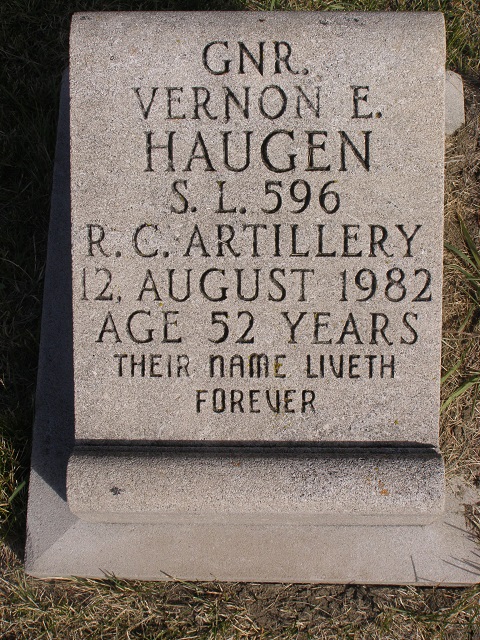 GNR.
VERNON E.
HAUGEN
S. L. 596
R. C. ARTILLERY
12, AUGUST 1982
AGE 52 YEARS
THEIR NAME LIVETH
FOREVER